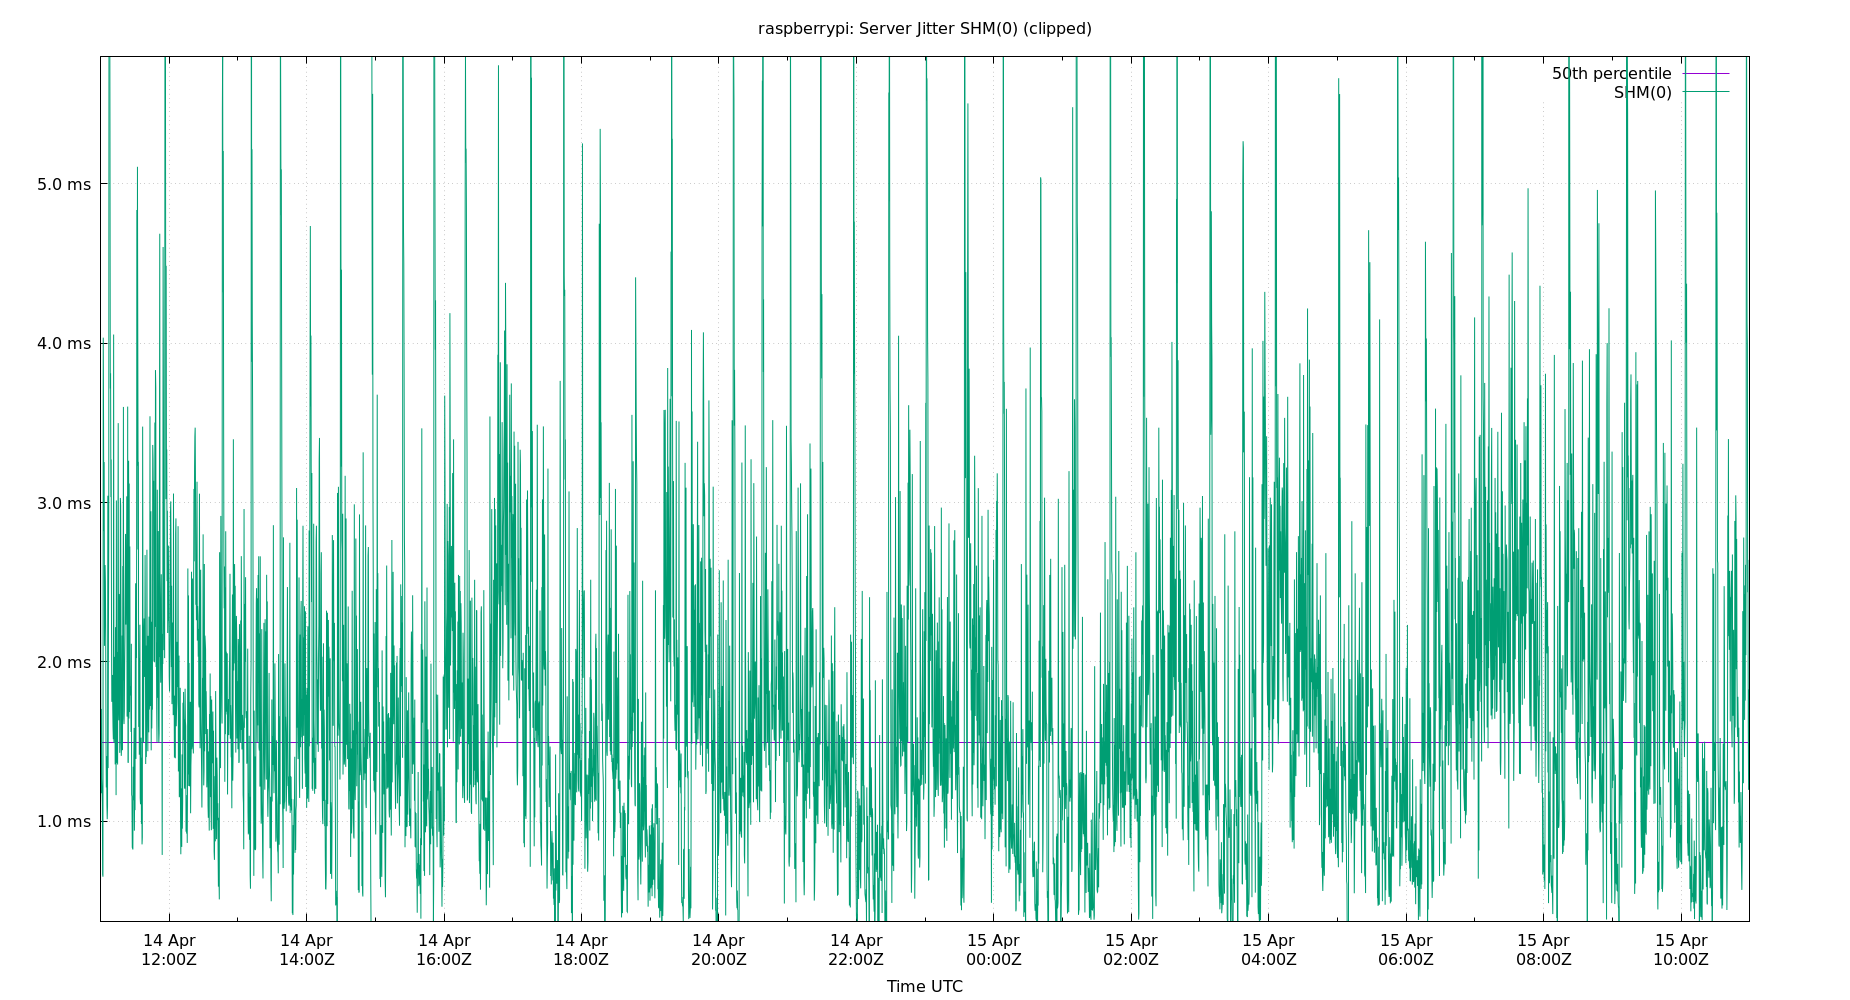 raspberrypi: Server Jitter SHM(0) (clipped)
50th percentile
SHM(0)
5.0 ms
4.0 ms
3.0 ms
2.0 ms
1.0 ms
14 Apr 14 Apr 14 Apr 14 Apr 14 Apr 14 Apr 15 Apr 15 Apr 15 Apr 15 Apr 15 Apr 15 Apr
12:00Z 14:00Z 16:00Z 18:00Z 20:00Z 22:00Z 00:00Z 02:00Z 04:00Z 06:00Z 08:00Z 10:00Z
Time UTC